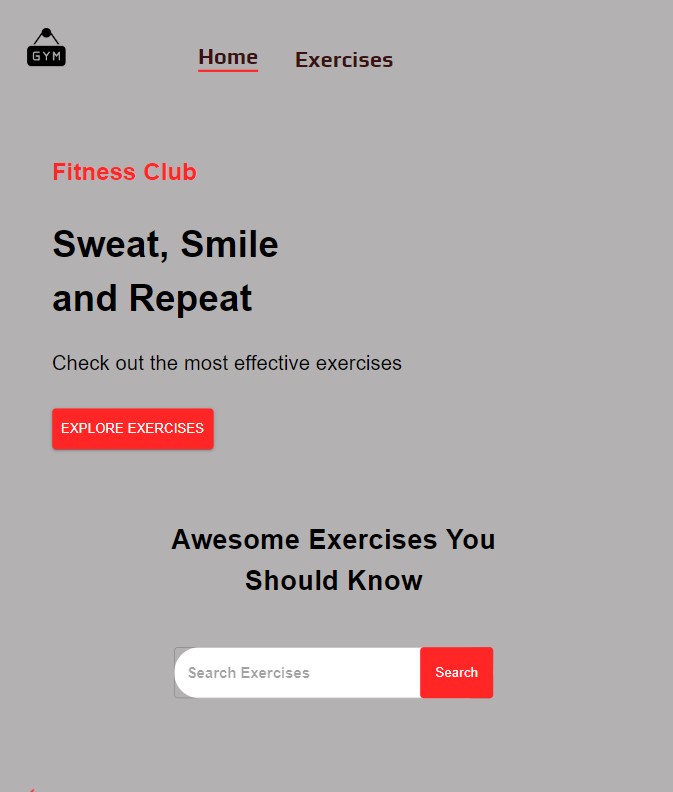 GYM
Home
Exercises
Fitness Club
Sweat, Smile
and Repeat
Check out the most effective exercises
EXPLORE EXERCISES
Awesome Exercises You
Should Know
Search Exercises
Search